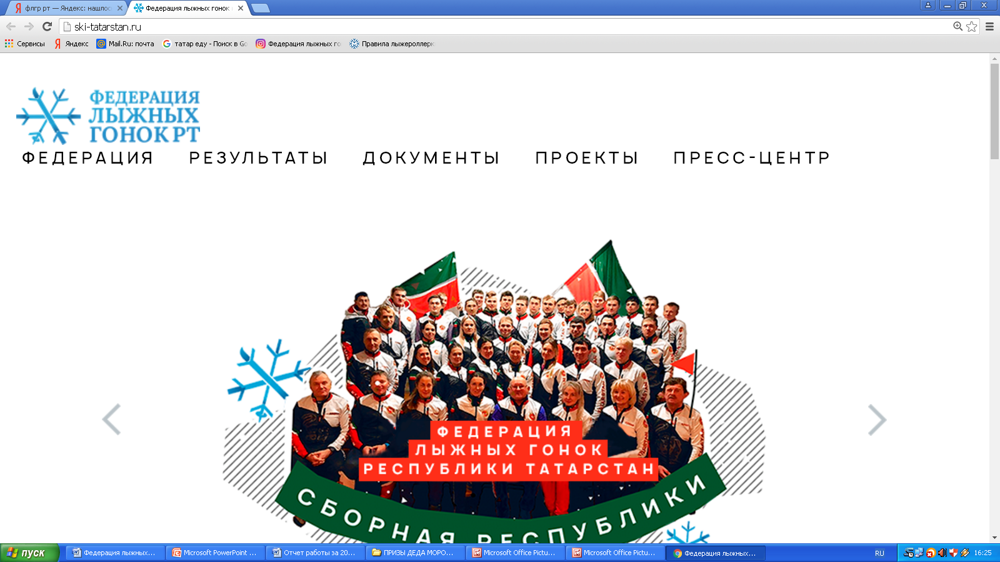 флгр рт — Яндекс: нашлос
Федерация лыжных гонок
ski-tatarstan.ru
Сервисы
Яндекс
Mail.Ru: почта
татар еду - Поиск в Go
Федерация лыжных го
Правила лыжероллерн
ФЕДЕРАЦИЯ
ЛЫЖНЫХ
ГОНОК РТ
ФЕДЕРАЦИЯ РЕЗУЛЬТАТЫ ДОКУМЕНТЫ ПРОЕКТЫ ПРЕСС-ЦЕНТР
ФЕДЕРАЦИЯ
ЛЫЖНЫХ ГОНОК
РЕСПУБЛИКИ ТАТАРСТАН
СБОРНАЯ РЕСПУБЛИКИ
пуск
Федерация лыжных...
Microsoft PowerPoint ...
Отчет работы за 20...
ПРИЗЫ ДЕДА МОРО...
Microsoft Office Pictu...
Microsoft Office Pictu...
Федерация лыжных...
RU
16:25